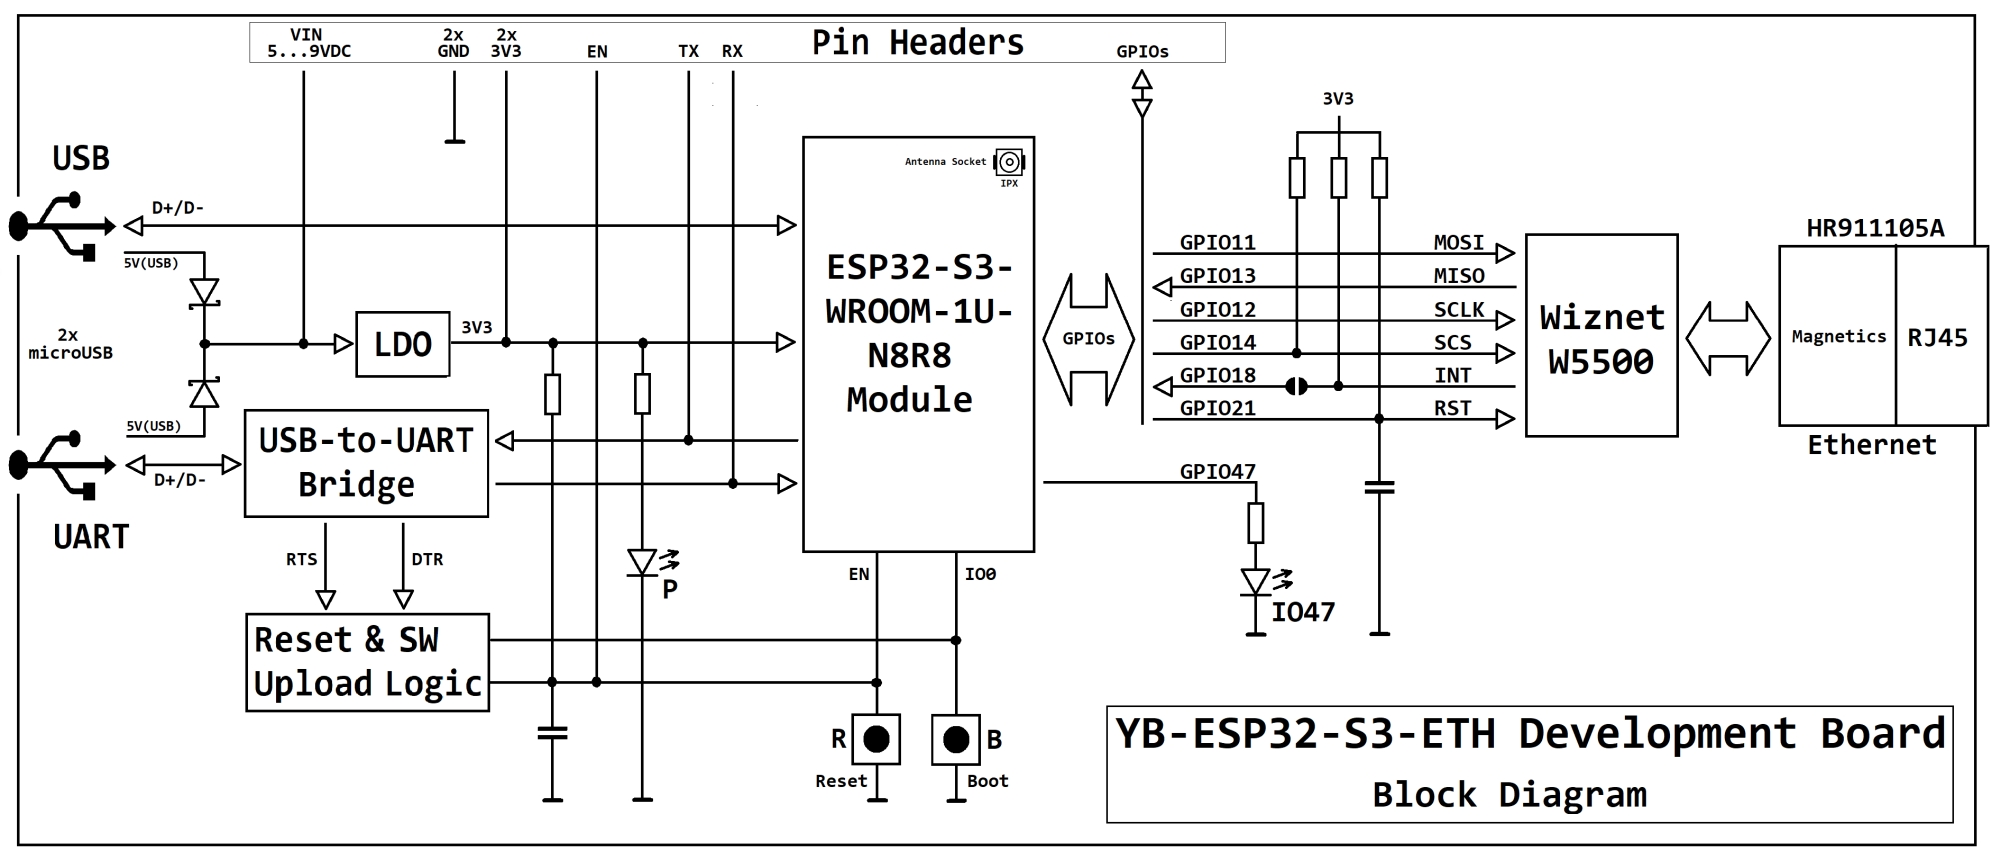 VIN
5...9VDC
2x
GND
2x
3V3
EN
TX
RX
Pin Headers
GPIOs
3V3
USB
D+/D-
5V(USB)
2x
microUSB
5V(USB)
D+/D-
UART
LDO
3V3
USB-to-UART
Bridge
RTS
DTR
Reset & SW
Upload Logic
P
Antenna Socket
IPX
ESP32-S3-
WROOM-1U-
N8R8
Module
EN
IO0
R
Reset
B
Boot
GPIOs
GPIO11 MOSI
GPIO13 MISO
GPIO12 SCLK
GPIO14 SCS
GPIO18 INT
GPIO21 RST
GPIO47
IO47
Wiznet
W5500
HR911105A
Magnetics
RJ45
Ethernet
YB-ESP32-S3-ETH Development Board
Block Diagram